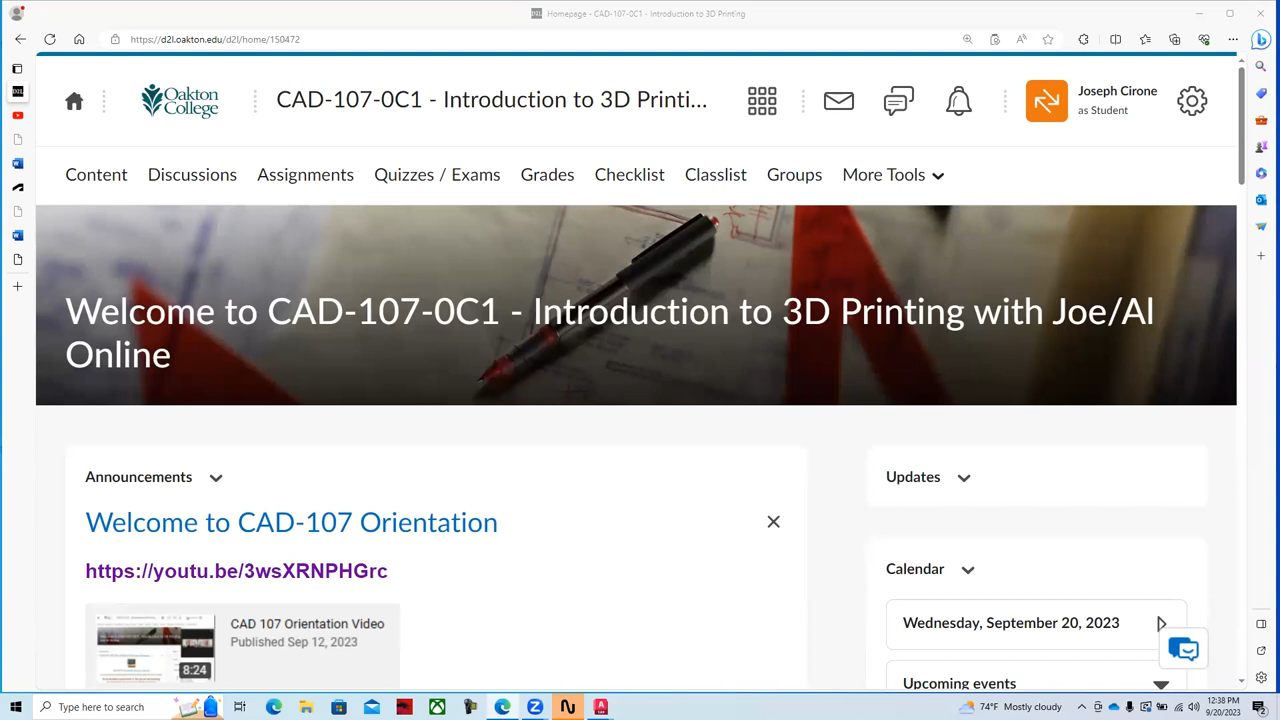 Homepage - CAD-107-0C1 - Introduction to 3D Printing
https://d2l.oakton.edu/d2l/home/150472
Oakton
College
CAD-107-0C1 - Introduction to 3D Printi...
Joseph Cirone
as Student
Content Discussions Assignments Quizzes / Exams Grades Checklist Classlist Groups More Tools
Welcome to CAD-107-0C1 - Introduction to 3D Printing with Joe/Al
Online
Announcements
Welcome to CAD-107 Orientation
https://youtu.be/3wsXRNPHGrc
CAD 107 Orientation Video
Published Sep 12, 2023
8:24
Updates
Calendar
Wednesday, September 20, 2023
Upcoming events
Type here to search
74°F Mostly cloudy
12:38 PM
9/20/2023
2